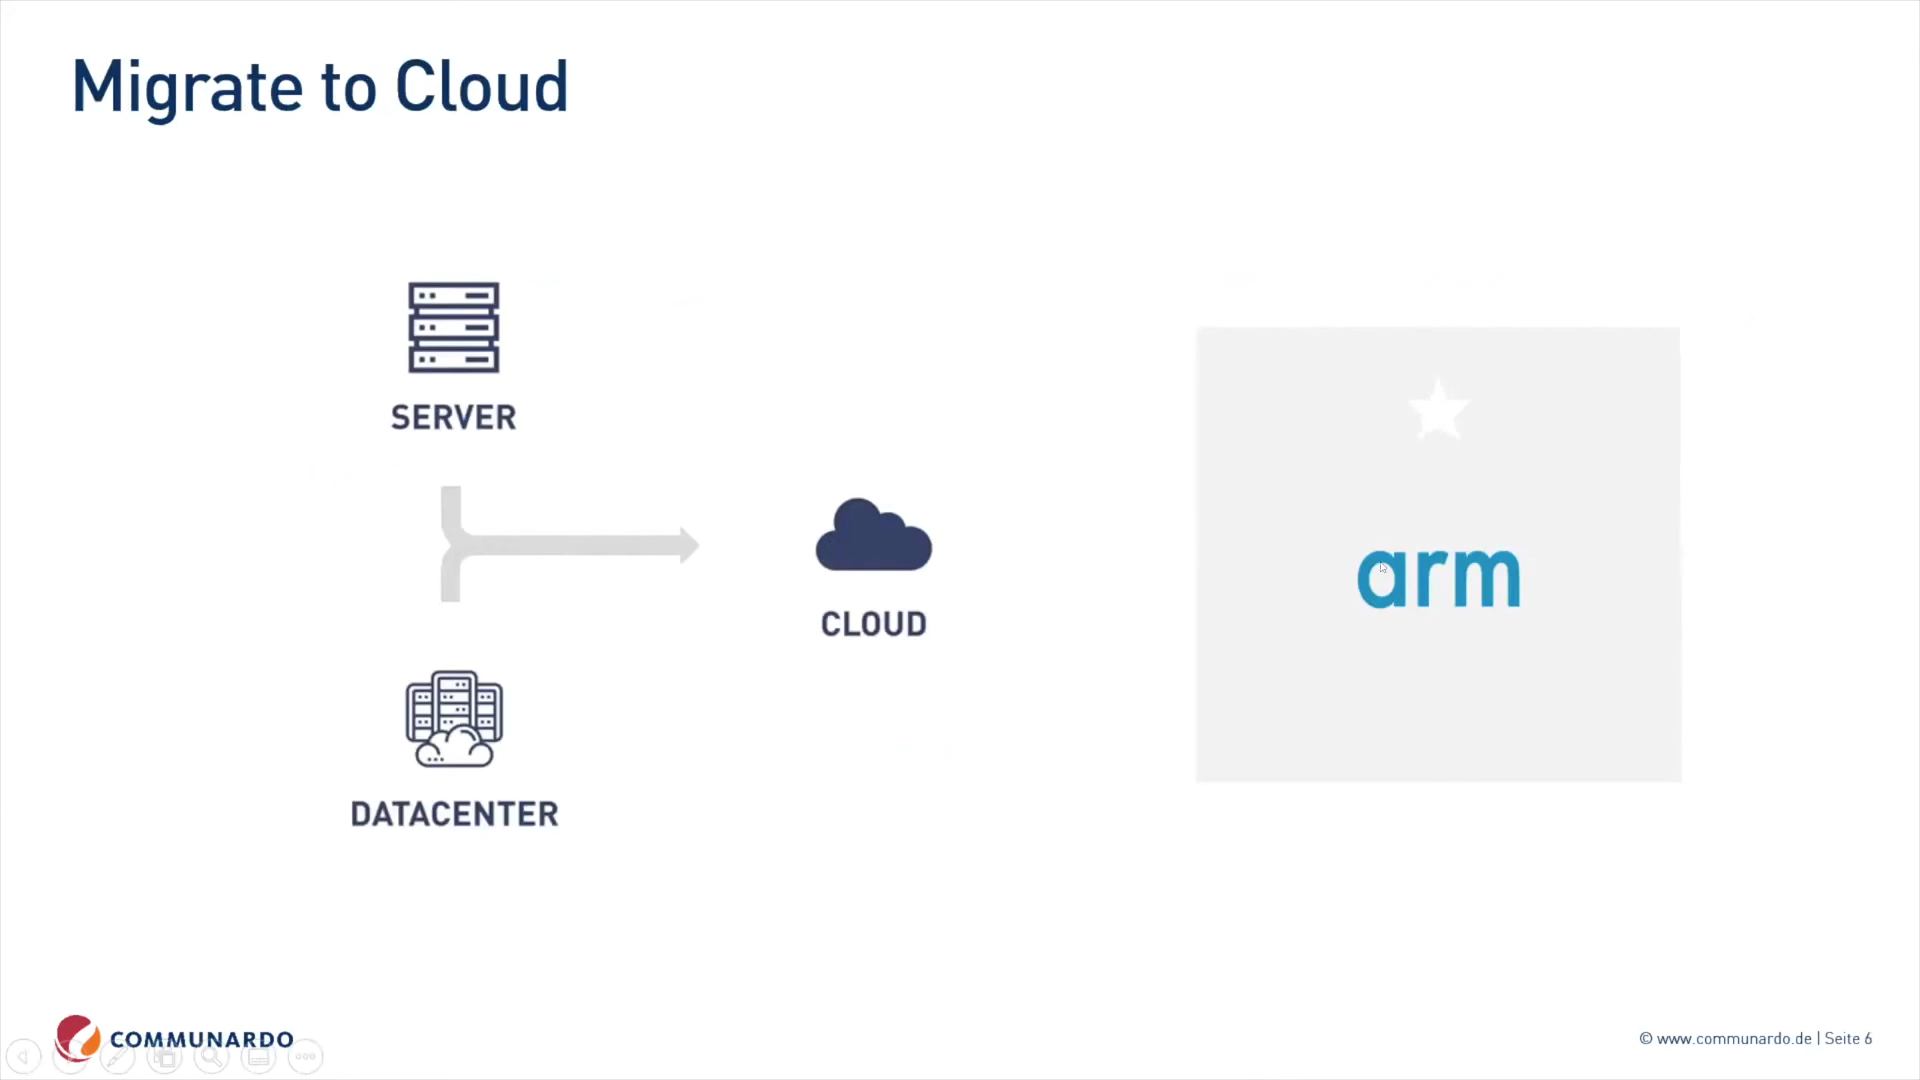 Migrate to Cloud
SERVER
CLOUD
arm
DATACENTER
COMMUNARDO
© www.communardo.de | Seite 6